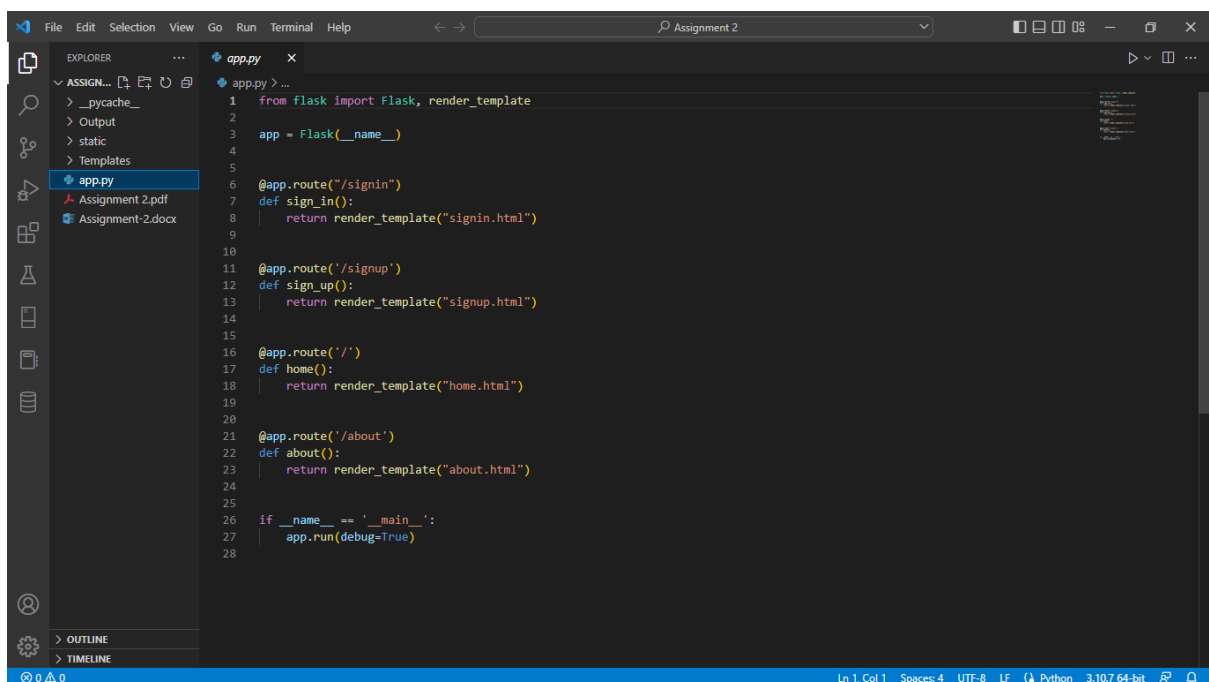 File Edit Selection View Go Run Terminal Help
Assignment 2
EXPLORER
ASSIGN...
__pycache__
Output
static
Templates
app.py
Assignment 2.pdf
Assignment-2.docx
OUTLINE
TIMELINE
app.py
app.py > ...
1 from flask import Flask, render_template
2
3 app = Flask(__name__)
4
5
6 @app.route("/signin")
7 def sign_in():
8     return render_template("signin.html")
9
10
11 @app.route('/signup')
12 def sign_up():
13     return render_template("signup.html")
14
15
16 @app.route('/')
17 def home():
18     return render_template("home.html")
19
20
21 @app.route('/about')
22 def about():
23     return render_template("about.html")
24
25
26 if __name__ == '__main__':
27     app.run(debug=True)
28
0 0
Ln 1, Col 1 Spaces: 4 UTF-8 LF Python 3.10.7 64-bit